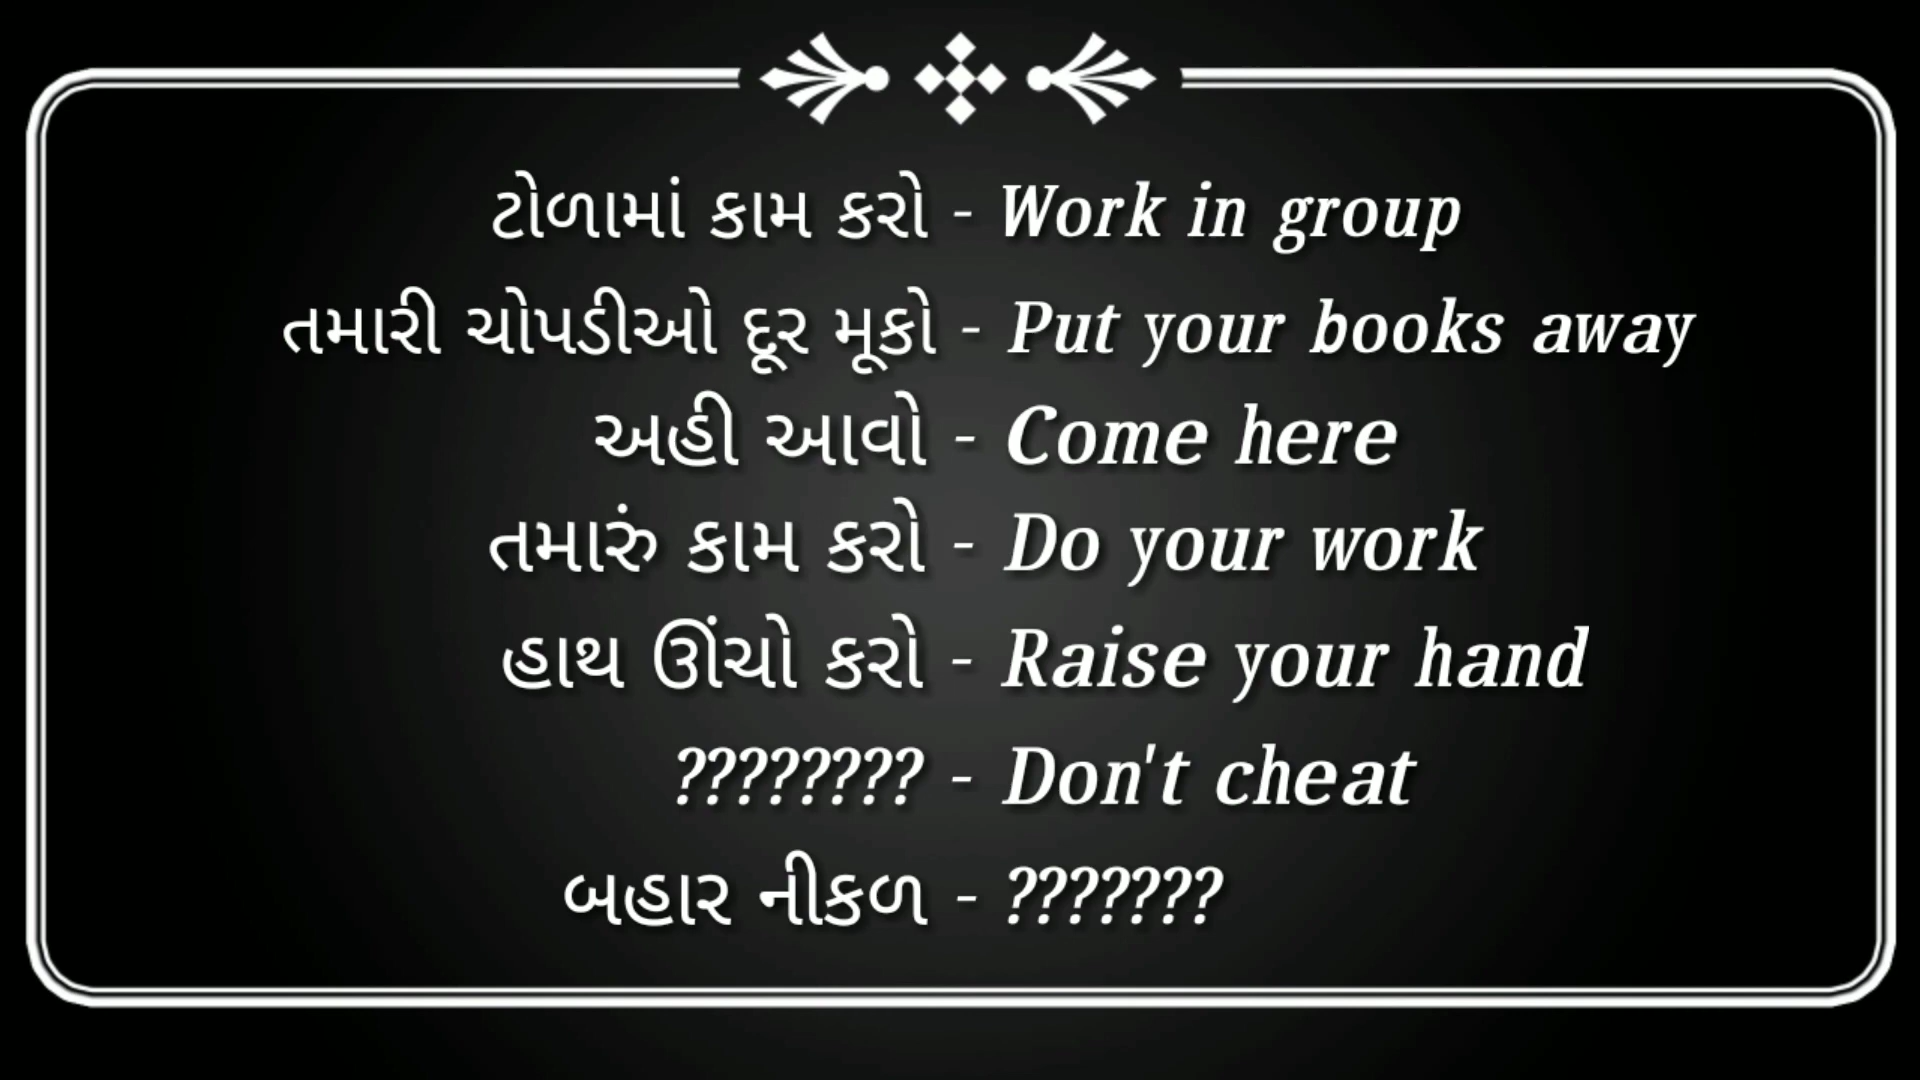 ટોળામાં કામ કરો - Work in group
તમારી ચોપડીઓ દૂર મૂકો - Put your books away
અહી આવો - Come here
તમારું કામ કરો - Do your work
હાથ ઊંચો કરો - Raise your hand
???????? - Don't cheat
બહાર નીકળ - ???????